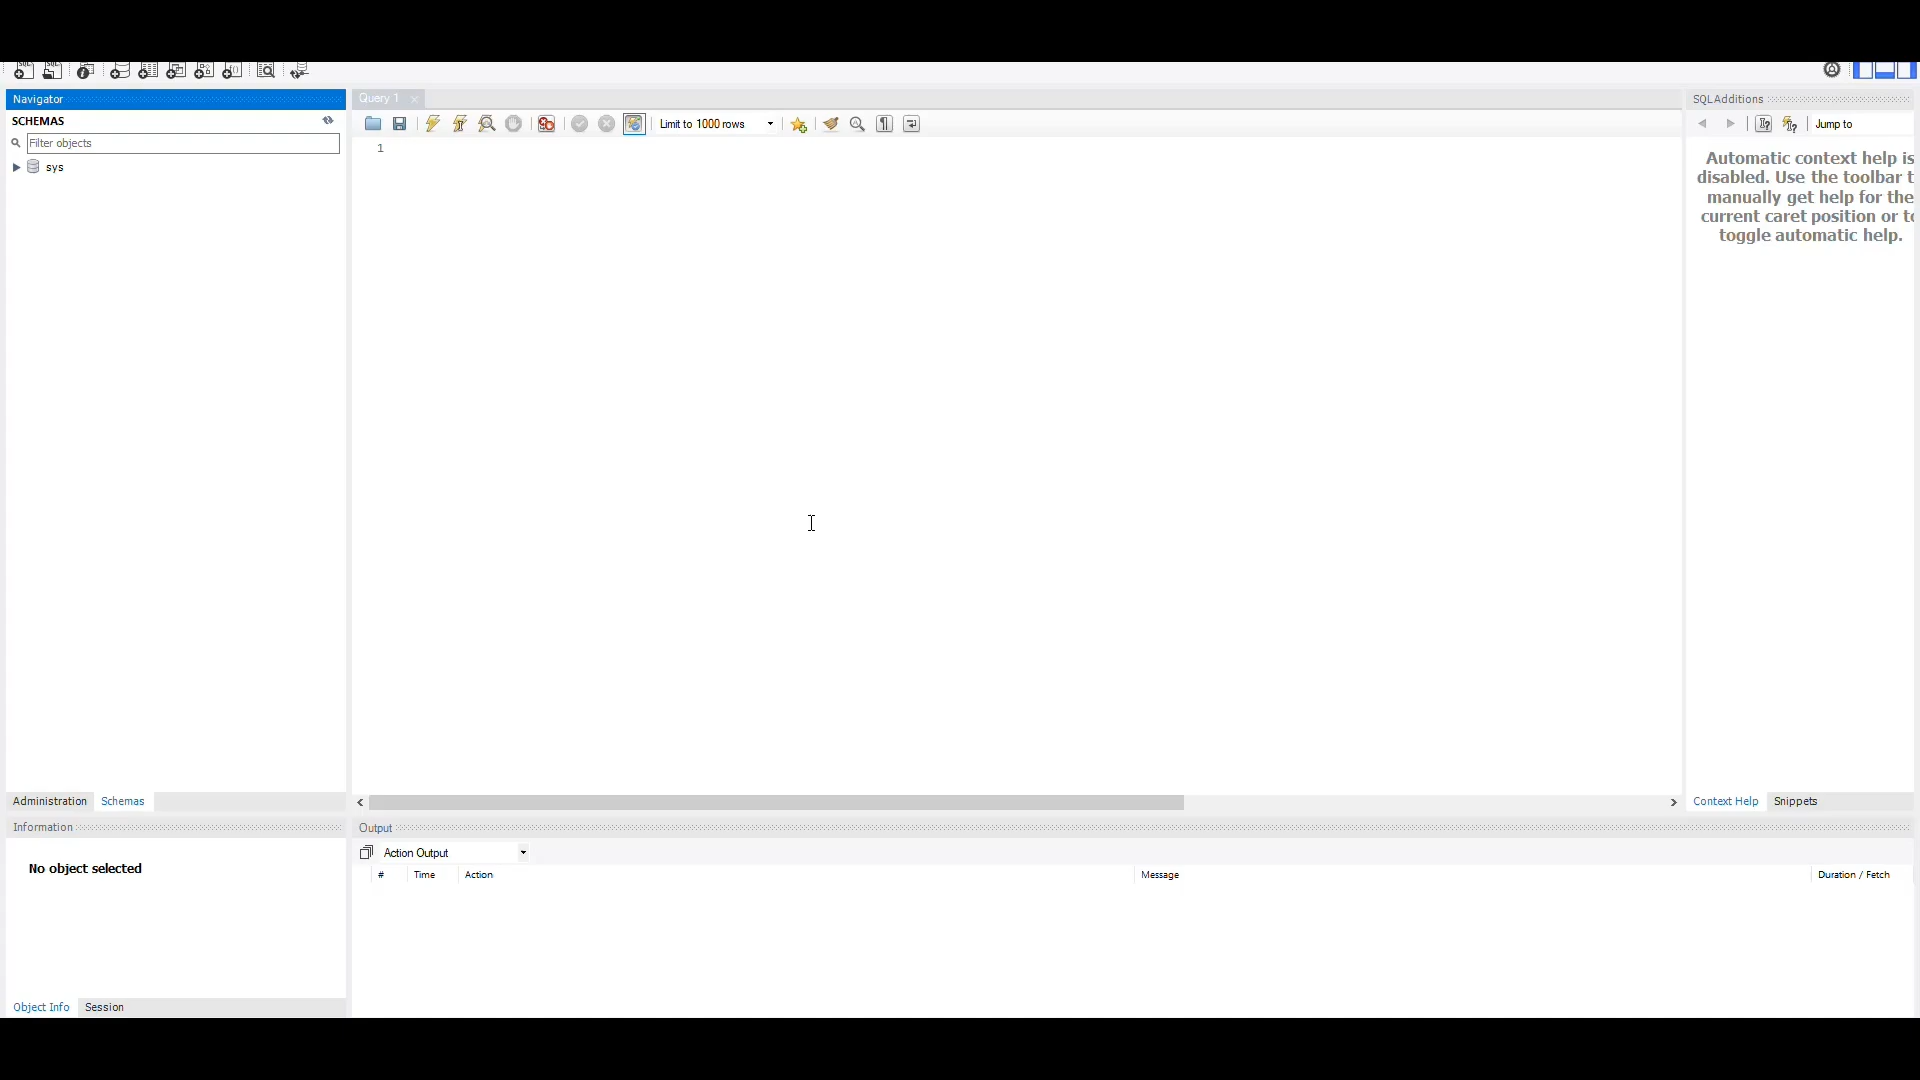 Navigator
SCHEMAS
Filter objects
sys
Administration Schemas
Information
No object selected
Object Info Session
Query 1
Limit to 1000 rows
1
Output
Action Output
# Time Action Message Duration / Fetch
SQLAdditions
Jump to
Automatic context help is
disabled. Use the toolbar t
manually get help for the
current caret position or to
toggle automatic help.
Context Help Snippets